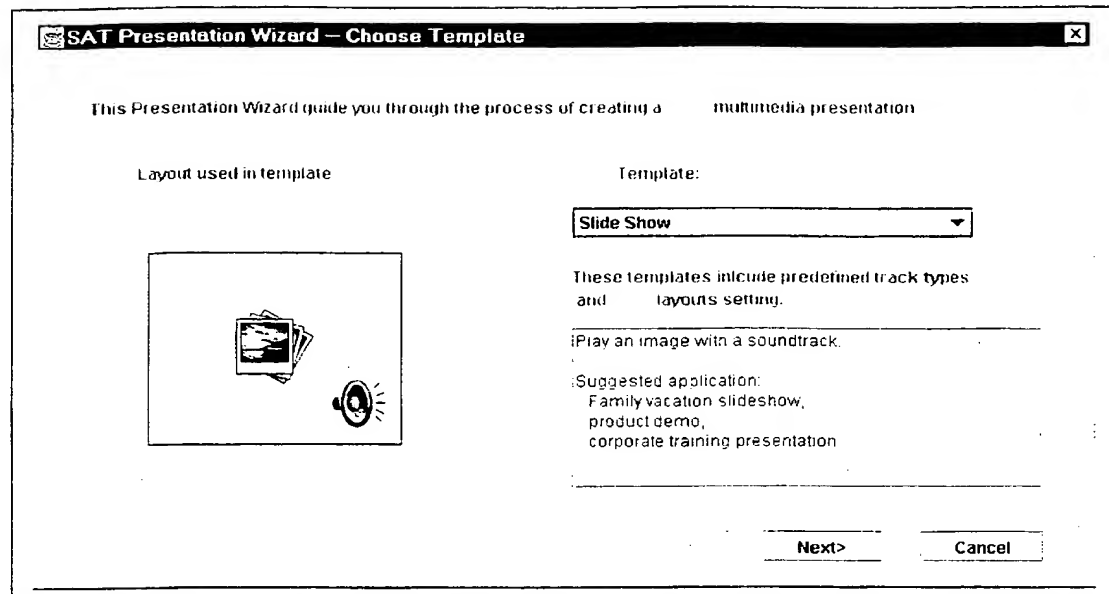 SAT Presentation Wizard – Choose Template
This Presentation Wizard guide you through the process of creating a multimedia presentation
Layout used in template
Template:
Slide Show
These templates inlcude predefined track types
and layouts setting.
Play an image with a soundtrack.
Suggested application:
Family vacation slideshow,
product demo,
corporate training presentation
Next>
Cancel